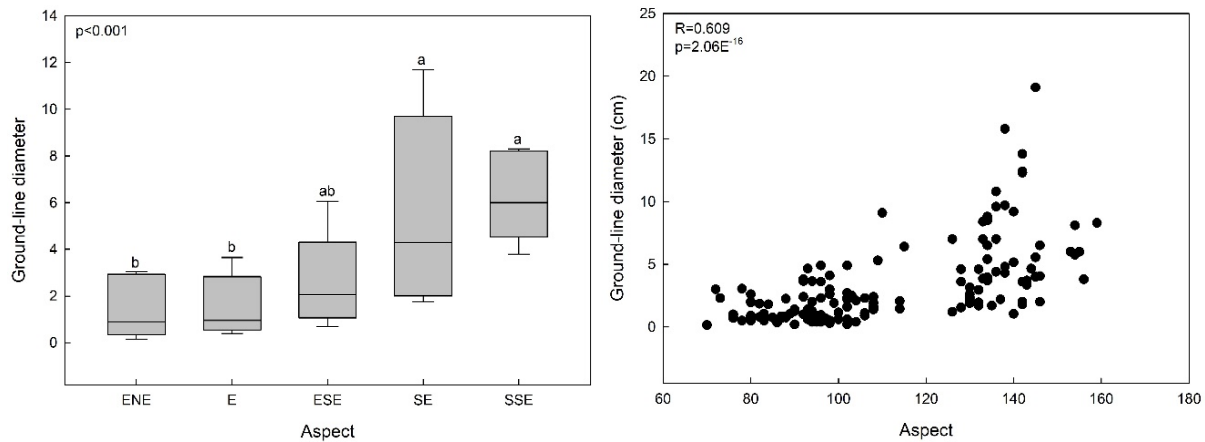 p<0.001
14
12
10
8
6
4
2
0
Ground-line diameter
b
b
ab
a
a
ENE
E
ESE
SE
SSE
Aspect
R=0.609
p=2.06E-16
25
20
15
10
5
0
Ground-line diameter (cm)
60
80
100
120
140
160
180
Aspect